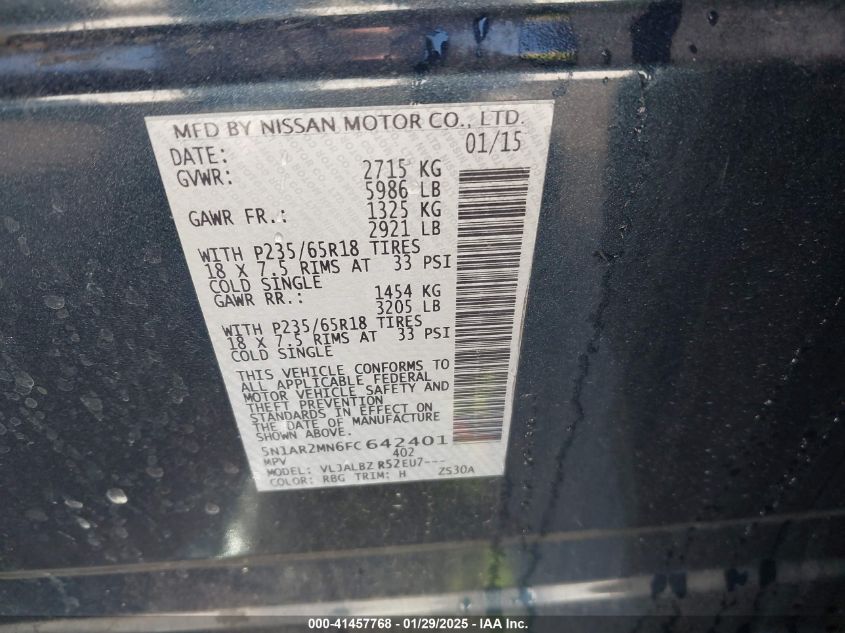 MFD BY NISSAN MOTOR CO., LTD.
DATE: 01/15
GVWR: 2715 KG
5986 LB
GAWR FR.: 1325 KG
2921 LB
WITH P235/65R18 TIRES
18 X 7.5 RIMS AT 33 PSI
COLD SINGLE
GAWR RR.: 1454 KG
3205 LB
WITH P235/65R18 TIRES
18 X 7.5 RIMS AT 33 PSI
COLD SINGLE
THIS VEHICLE CONFORMS TO
ALL APPLICABLE FEDERAL
MOTOR VEHICLE SAFETY AND
THEFT PREVENTION
STANDARDS IN EFFECT ON
THE DATE OF MANUFACTURE
SHOWN ABOVE.
5N1AR2MN6FC642401
MPV 402
MODEL: VLJALBZ R52EU7---
COLOR: RBG TRIM: H ZS30A
000-41457768 - 01/29/2025 - IAA Inc.